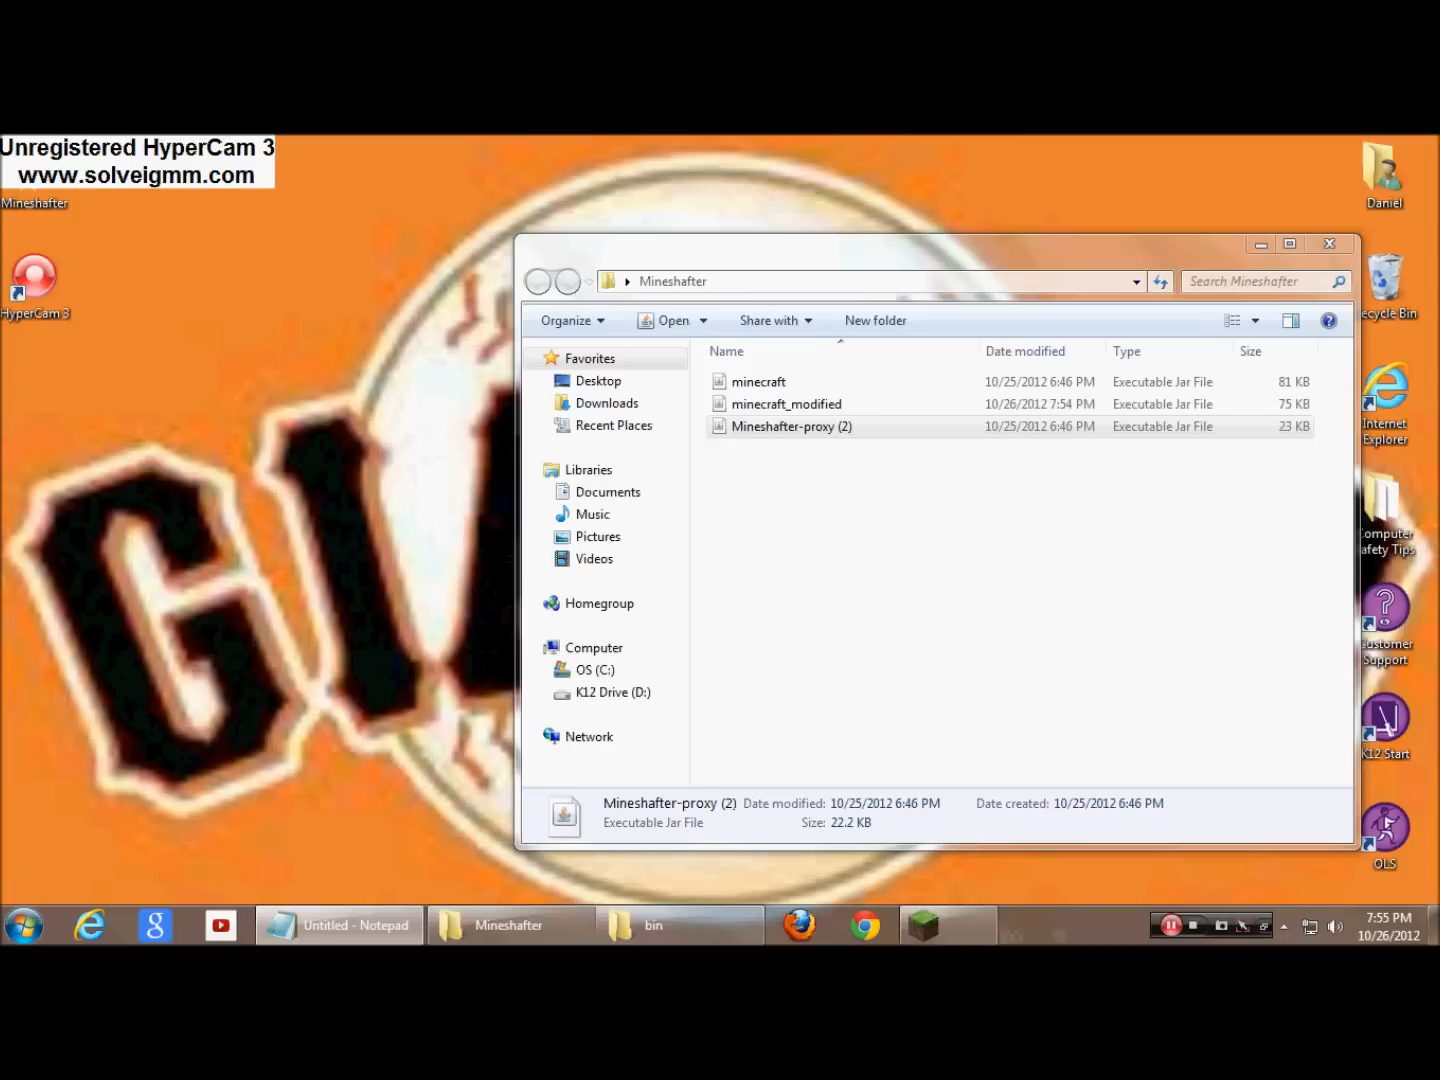 Unregistered HyperCam 3
www.solveigmm.com
Mineshafter
HyperCam 3
Daniel
ecycle Bin
Internet
Explorer
Computer
afety Tips
Customer
Support
K12 Start
OLS
Mineshafter
Search Mineshafter
Organize
Open
Share with
New folder
Name
Date modified
Type
Size
Favorites
Desktop
Downloads
Recent Places
Libraries
Documents
Music
Pictures
Videos
Homegroup
Computer
OS (C:)
K12 Drive (D:)
Network
minecraft 10/25/2012 6:46 PM Executable Jar File 81 KB
minecraft_modified 10/26/2012 7:54 PM Executable Jar File 75 KB
Mineshafter-proxy (2) 10/25/2012 6:46 PM Executable Jar File 23 KB
Mineshafter-proxy (2) Date modified: 10/25/2012 6:46 PM Date created: 10/25/2012 6:46 PM
Executable Jar File Size: 22.2 KB
Untitled - Notepad
Mineshafter
bin
7:55 PM
10/26/2012